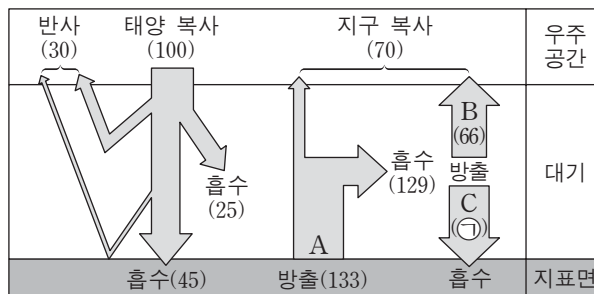 반사
(30)
태양 복사
(100)
지구 복사
(70)
우주
공간
흡수
(25)
흡수
(129)
B
(66)
방출
C
(㉠)
대기
A
흡수(45)
방출(133)
흡수
지표면